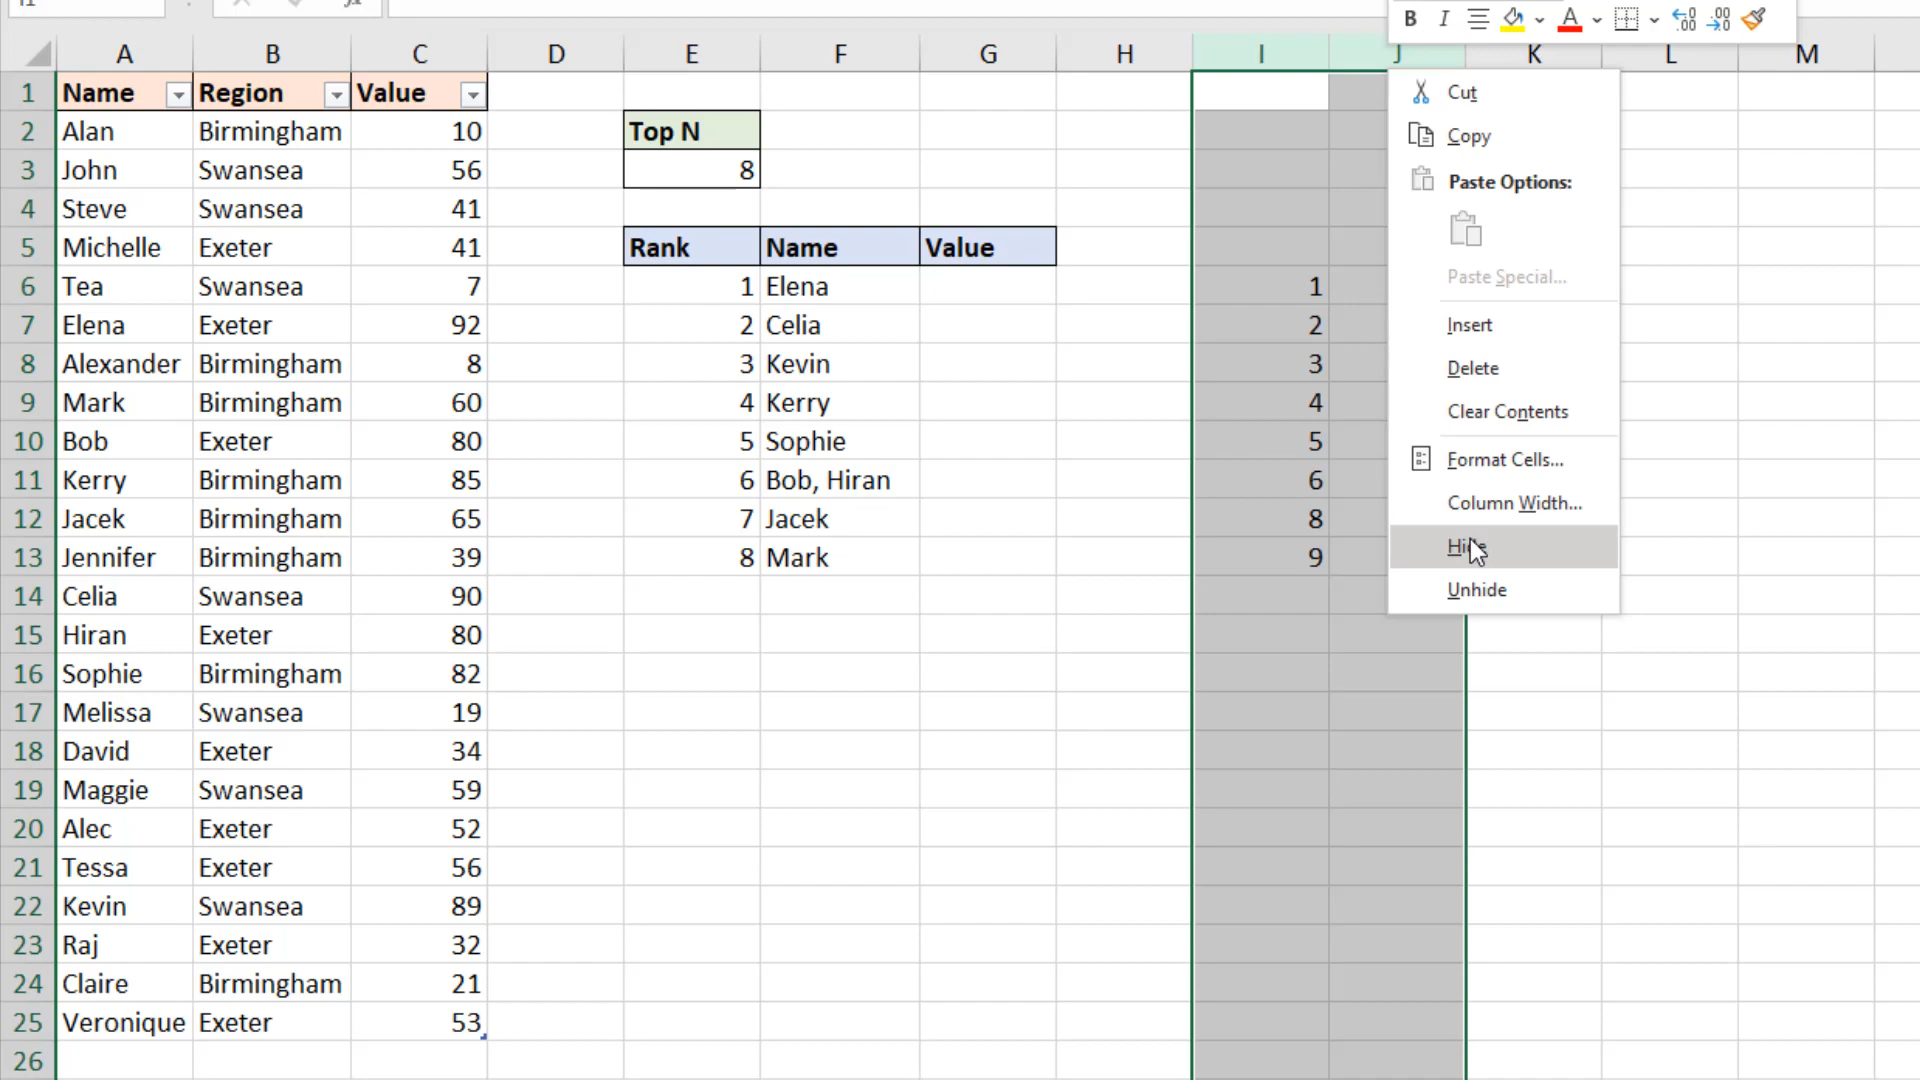 B I A
A B C D E F G H I J K L M
1 Name Region Value
2 Alan Birmingham 10 Top N
3 John Swansea 56 8
4 Steve Swansea 41
5 Michelle Exeter 41 Rank Name Value
6 Tea Swansea 7 1 Elena 1
7 Elena Exeter 92 2 Celia 2
8 Alexander Birmingham 8 3 Kevin 3
9 Mark Birmingham 60 4 Kerry 4
10 Bob Exeter 80 5 Sophie 5
11 Kerry Birmingham 85 6 Bob, Hiran 6
12 Jacek Birmingham 65 7 Jacek 8
13 Jennifer Birmingham 39 8 Mark 9
14 Celia Swansea 90
15 Hiran Exeter 80
16 Sophie Birmingham 82
17 Melissa Swansea 19
18 David Exeter 34
19 Maggie Swansea 59
20 Alec Exeter 52
21 Tessa Exeter 56
22 Kevin Swansea 89
23 Raj Exeter 32
24 Claire Birmingham 21
25 Veronique Exeter 53
26
Cut
Copy
Paste Options:
Paste Special...
Insert
Delete
Clear Contents
Format Cells...
Column Width...
Hide
Unhide